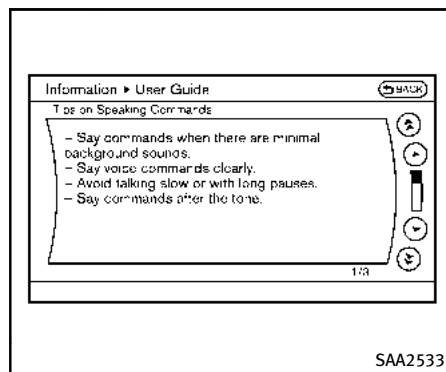 Information ▸ User Guide
BACK
Tips on Speaking Commands
– Say commands when there are minimal
background sounds.
– Say voice commands clearly.
– Avoid talking slow or with long pauses.
– Say commands after the tone.
1/3
SAA2533